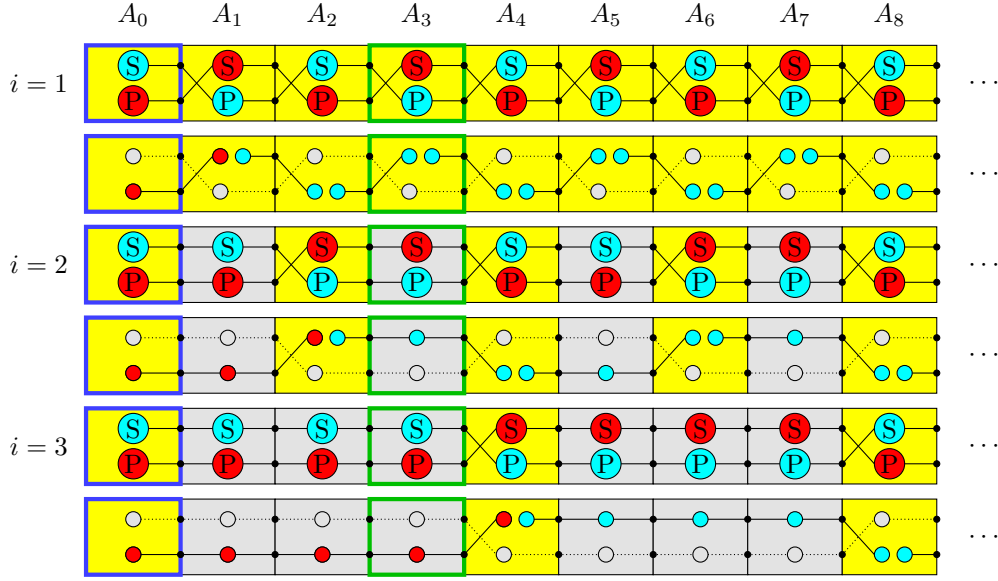 A₀ A₁ A₂ A₃ A₄ A₅ A₆ A₇ A₈
i = 1 S S S S S S S S S ...
P P P P P P P P P
...
i = 2 S S S S S S S S S ...
P P P P P P P P P
...
i = 3 S S S S S S S S S ...
P P P P P P P P P
...